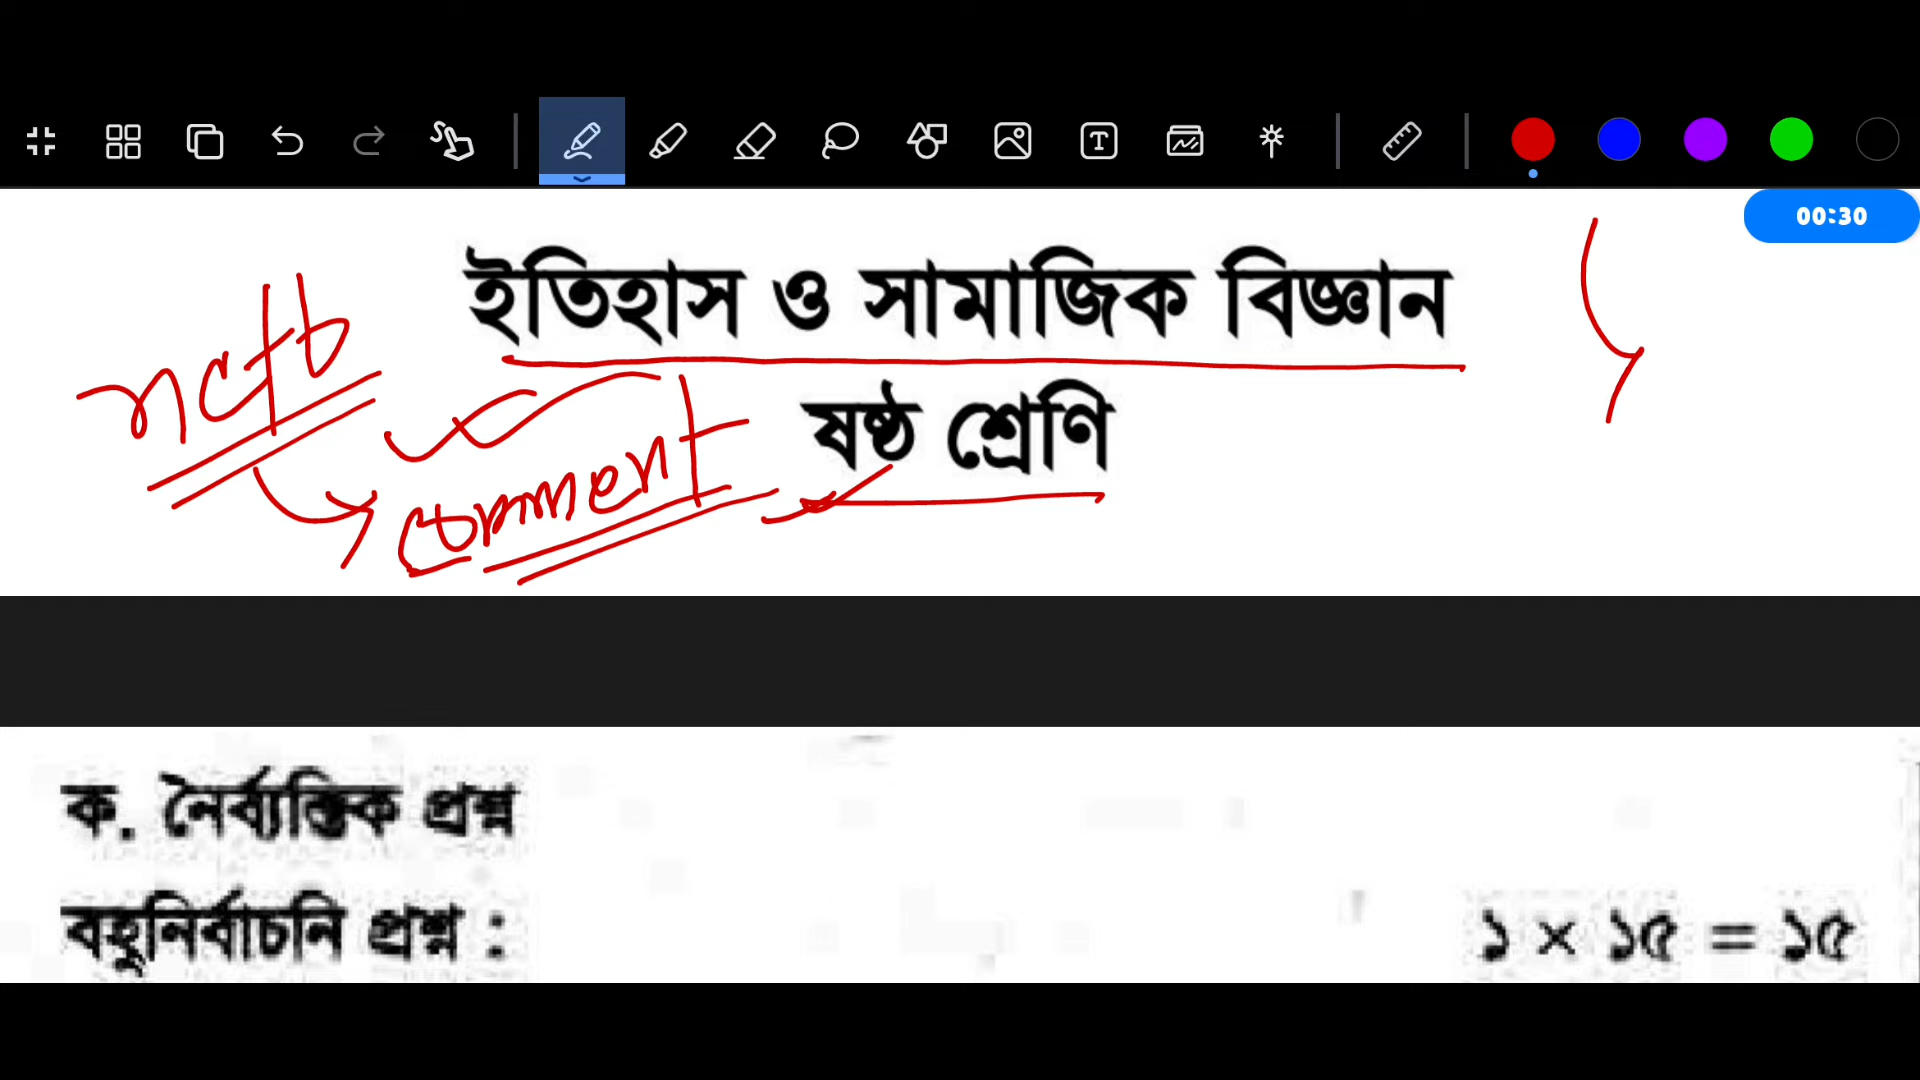 00:30
ইতিহাস ও সামাজিক বিজ্ঞান
nctb
ষষ্ঠ শ্রেণি
comment
ক. নৈর্ব্যক্তিক প্রশ্ন
বহুনির্বাচনি প্রশ্ন : ১ × ১৫ = ১৫